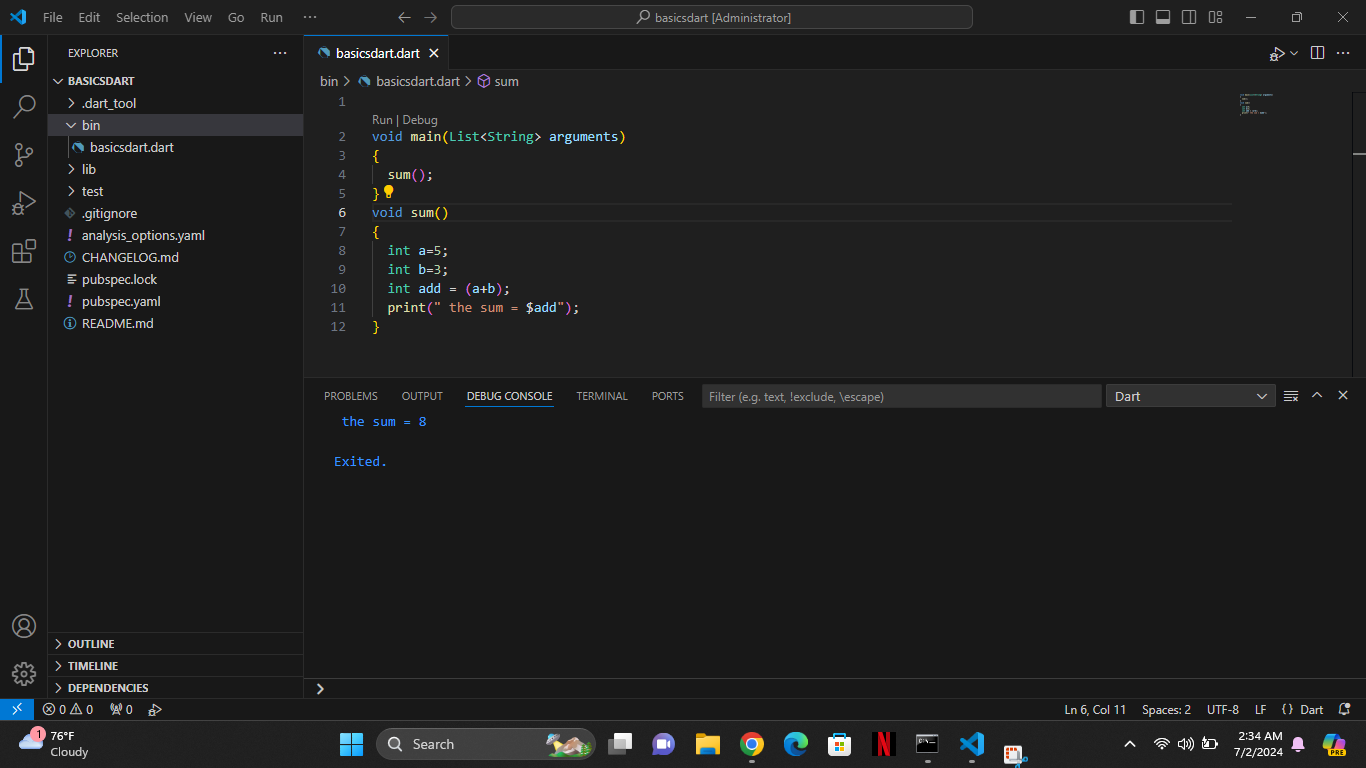 File Edit Selection View Go Run ···
basicsdart [Administrator]
EXPLORER
BASICSDART
.dart_tool
bin
basicsdart.dart
lib
test
.gitignore
analysis_options.yaml
CHANGELOG.md
pubspec.lock
pubspec.yaml
README.md
OUTLINE
TIMELINE
DEPENDENCIES
basicsdart.dart
bin > basicsdart.dart > sum
1
Run | Debug
2 void main(List<String> arguments)
3 {
4 sum();
5 }
6 void sum()
7 {
8 int a=5;
9 int b=3;
10 int add = (a+b);
11 print(" the sum = $add");
12 }
PROBLEMS OUTPUT DEBUG CONSOLE TERMINAL PORTS Filter (e.g. text, !exclude, \escape) Dart
the sum = 8
Exited.
0 0 0 Ln 6, Col 11 Spaces: 2 UTF-8 LF {} Dart
1 76°F
Cloudy
Search
PRE
2:34 AM
7/2/2024